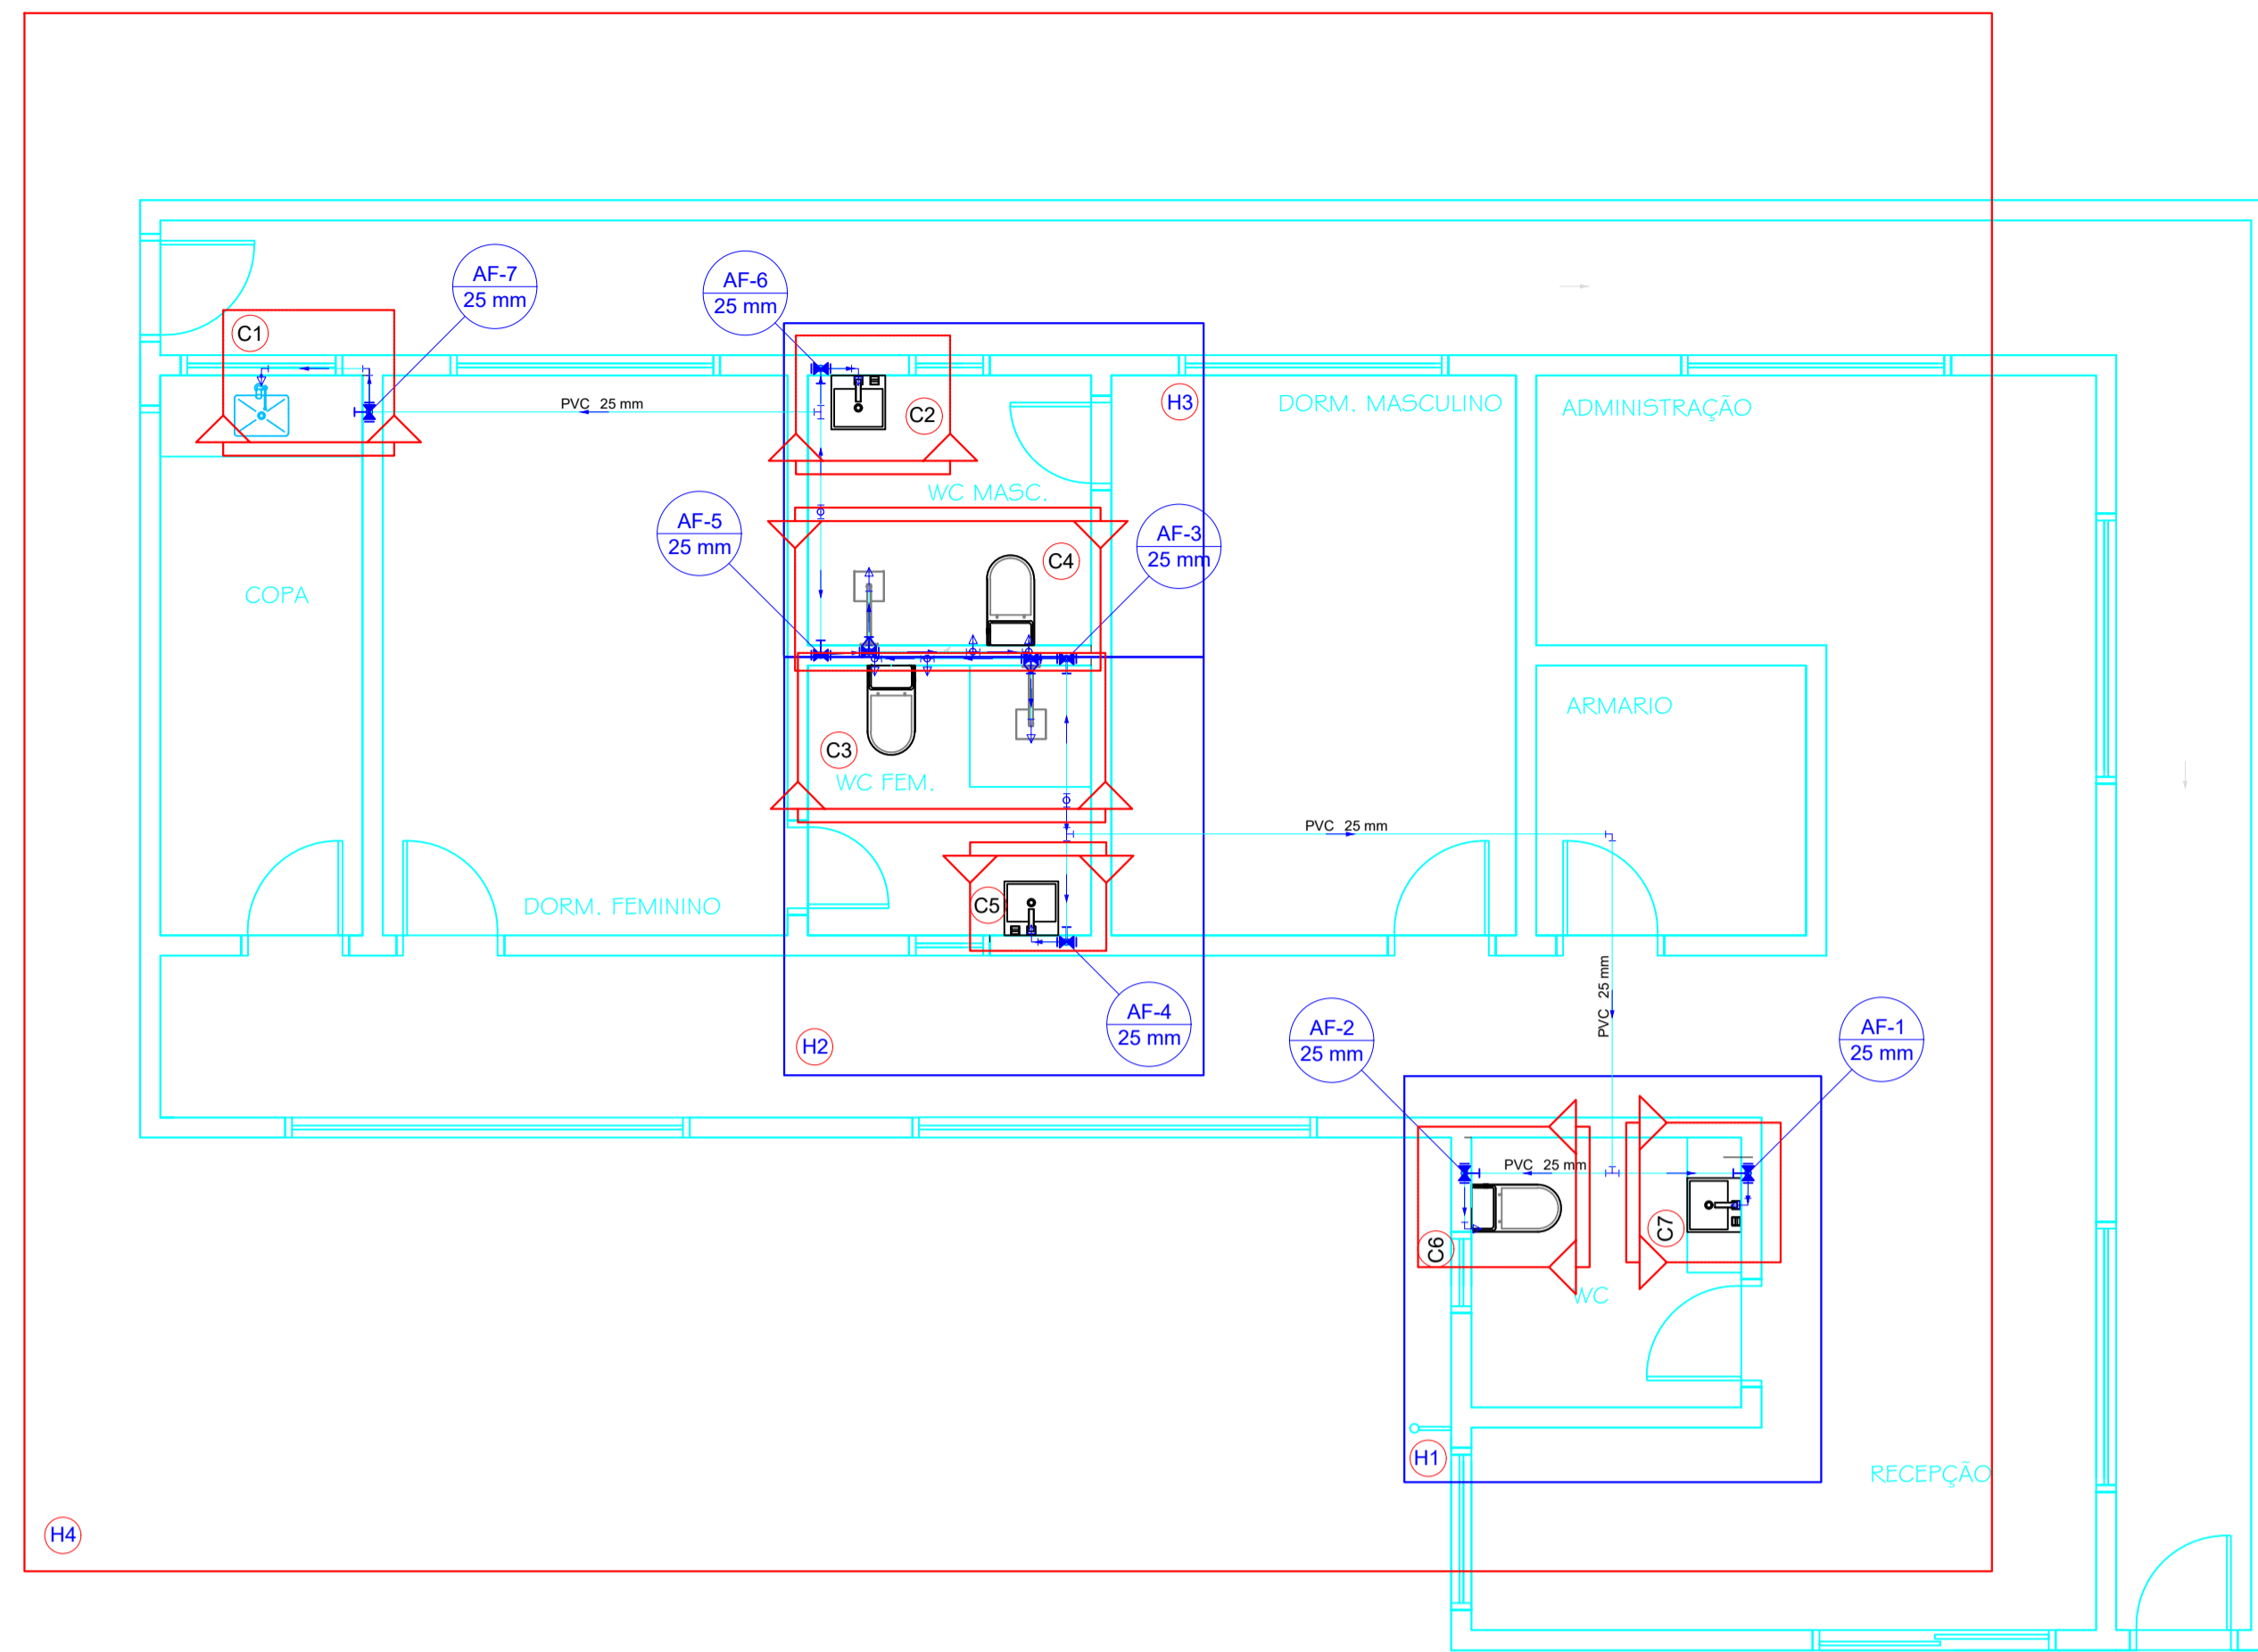 AF-7
25 mm
AF-6
25 mm
C1
PVC 25 mm
C2
H3
DORM. MASCULINO
ADMINISTRAÇÃO
WC MASC.
AF-5
25 mm
AF-3
25 mm
C4
COPA
ARMARIO
C3
WC FEM.
PVC 25 mm
DORM. FEMININO
C5
PVC 25 mm
AF-4
25 mm
H2
AF-2
25 mm
AF-1
25 mm
PVC 25 mm
C6
C7
WC
H1
RECEPÇÃO
H4